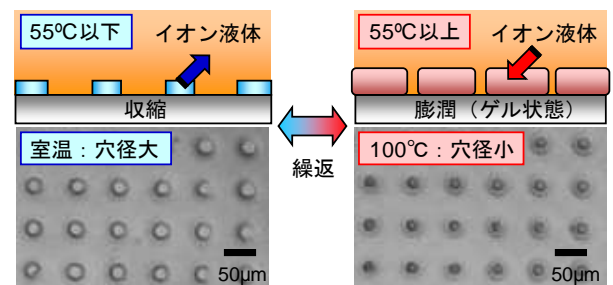 55ºC以下
イオン液体
収縮
室温：穴径大
50μm
繰返
55ºC以上
イオン液体
膨潤（ゲル状態）
100℃：穴径小
50μm